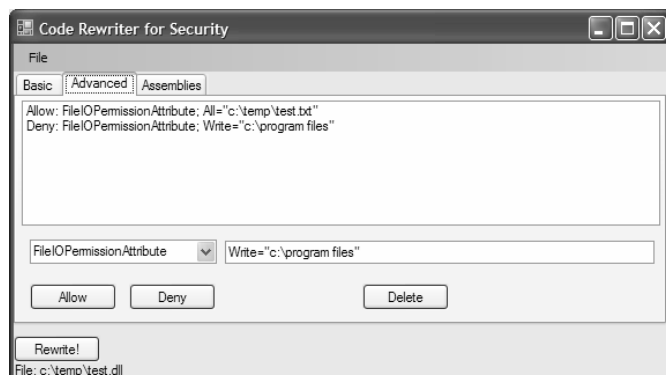 Code Rewriter for Security
File
Basic Advanced Assemblies
Allow: FileIOPermissionAttribute; All="c:\temp\test.txt"
Deny: FileIOPermissionAttribute; Write="c:\program files"
FileIOPermissionAttribute Write="c:\program files"
Allow Deny Delete
Rewrite!
File: c:\temp\test.dll